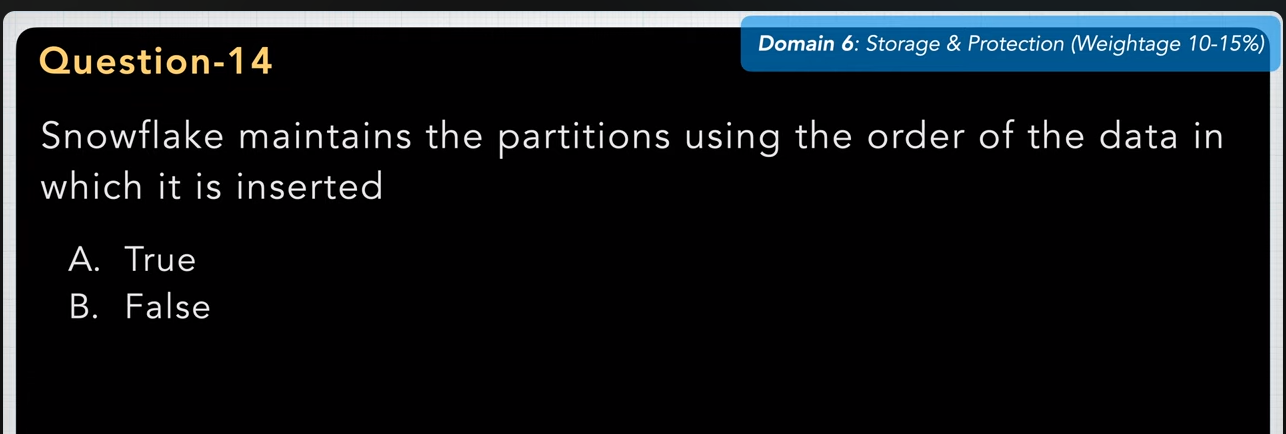 Question-14
Domain 6: Storage & Protection (Weightage 10-15%)
Snowflake maintains the partitions using the order of the data in
which it is inserted
A. True
B. False